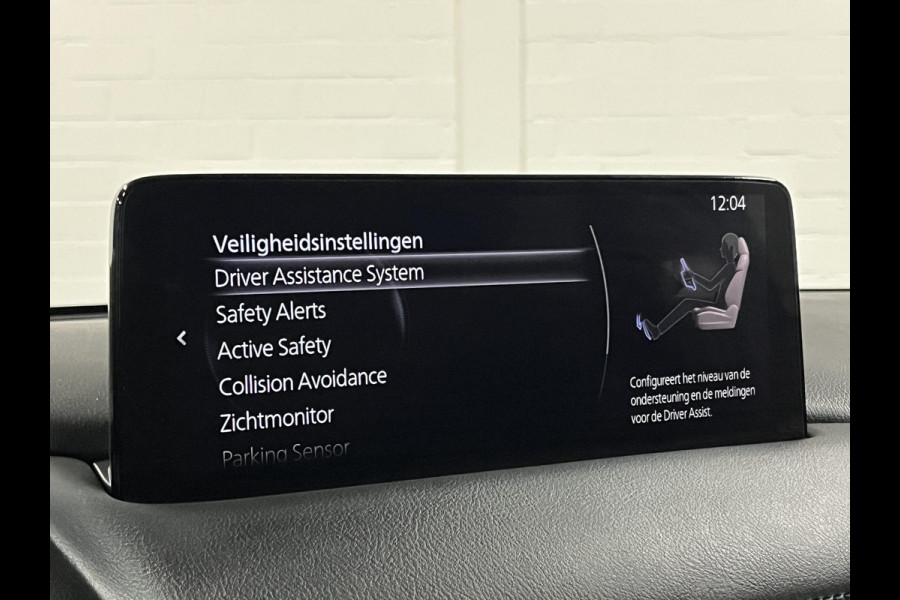 12:04
Veiligheidsinstellingen
Driver Assistance System
Safety Alerts
Active Safety
Collision Avoidance
Zichtmonitor
Parking Sensor
Configureert het niveau van de
ondersteuning en de meldingen
voor de Driver Assist.